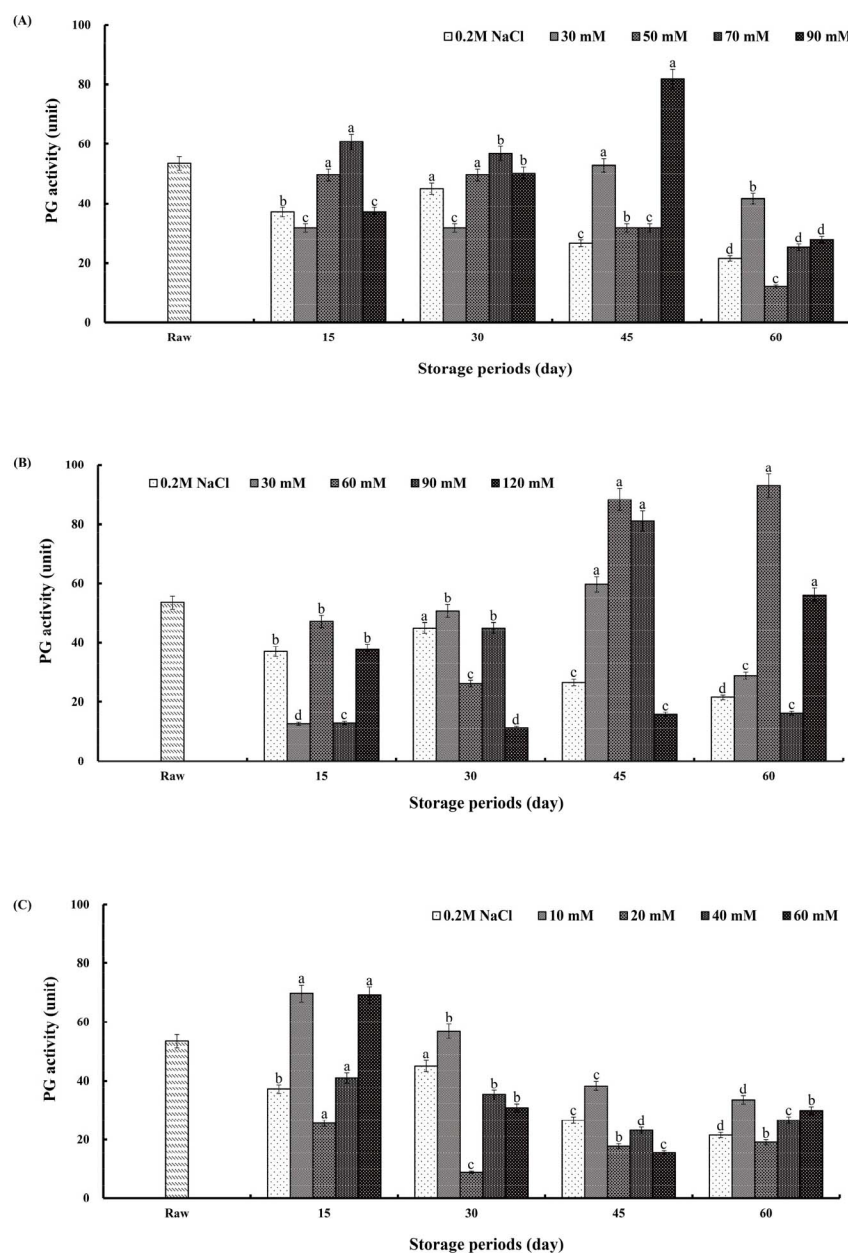 (A)
0.2M NaCl 30 mM 50 mM 70 mM 90 mM
100
80
60
40
20
0
PG activity (unit)
a
a a
b c c
a c a b b
a
a
c b c
b
d c d d
Raw 15 30 45 60
Storage periods (day)
(B)
0.2M NaCl 30 mM 60 mM 90 mM 120 mM
100
80
60
40
20
0
PG activity (unit)
b d b c b
a b c b d
c a a a c
d c a c a
Raw 15 30 45 60
Storage periods (day)
(C)
0.2M NaCl 10 mM 20 mM 40 mM 60 mM
100
80
60
40
20
0
PG activity (unit)
b a a a a
a b c b b
c c b d c
d d b c b
Raw 15 30 45 60
Storage periods (day)